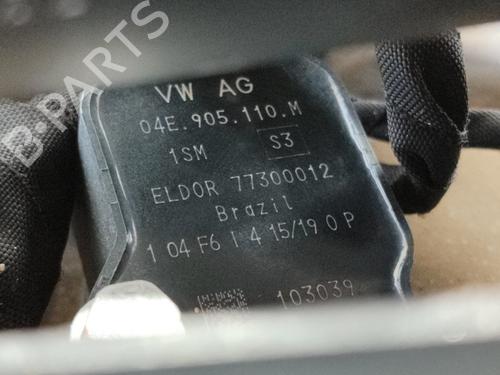 B-PARTS
VW AG
04E.905.110.M
1SM S3
ELDOR 77300012
Brazil
1 04 F6 I 4 15/19 0 P
103039